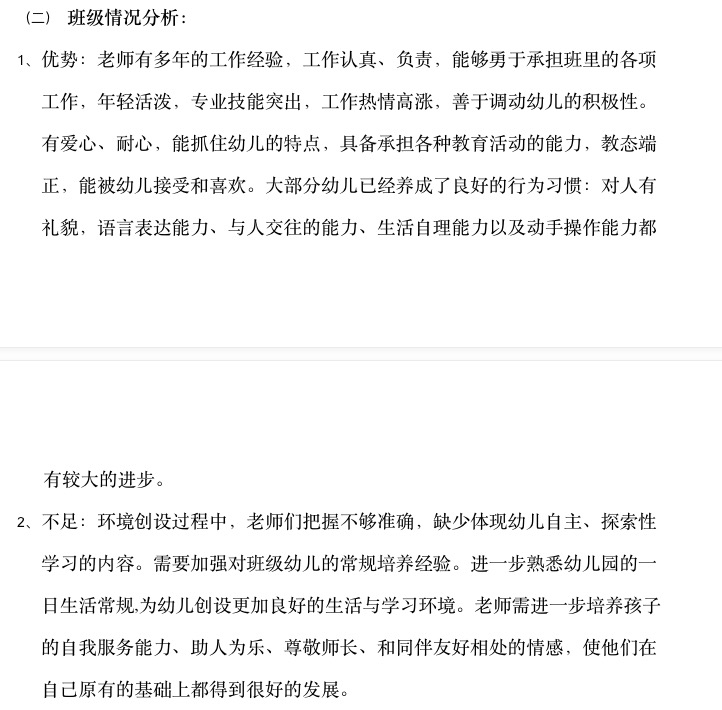 （二） 班级情况分析：
1、优势：老师有多年的工作经验，工作认真、负责，能够勇于承担班里的各项
工作，年轻活泼，专业技能突出，工作热情高涨，善于调动幼儿的积极性。
有爱心、耐心，能抓住幼儿的特点，具备承担各种教育活动的能力，教态端
正，能被幼儿接受和喜欢。大部分幼儿已经养成了良好的行为习惯：对人有
礼貌，语言表达能力、与人交往的能力、生活自理能力以及动手操作能力都
有较大的进步。
2、不足：环境创设过程中，老师们把握不够准确，缺少体现幼儿自主、探索性
学习的内容。需要加强对班级幼儿的常规培养经验。进一步熟悉幼儿园的一
日生活常规,为幼儿创设更加良好的生活与学习环境。老师需进一步培养孩子
的自我服务能力、助人为乐、尊敬师长、和同伴友好相处的情感，使他们在
自己原有的基础上都得到很好的发展。